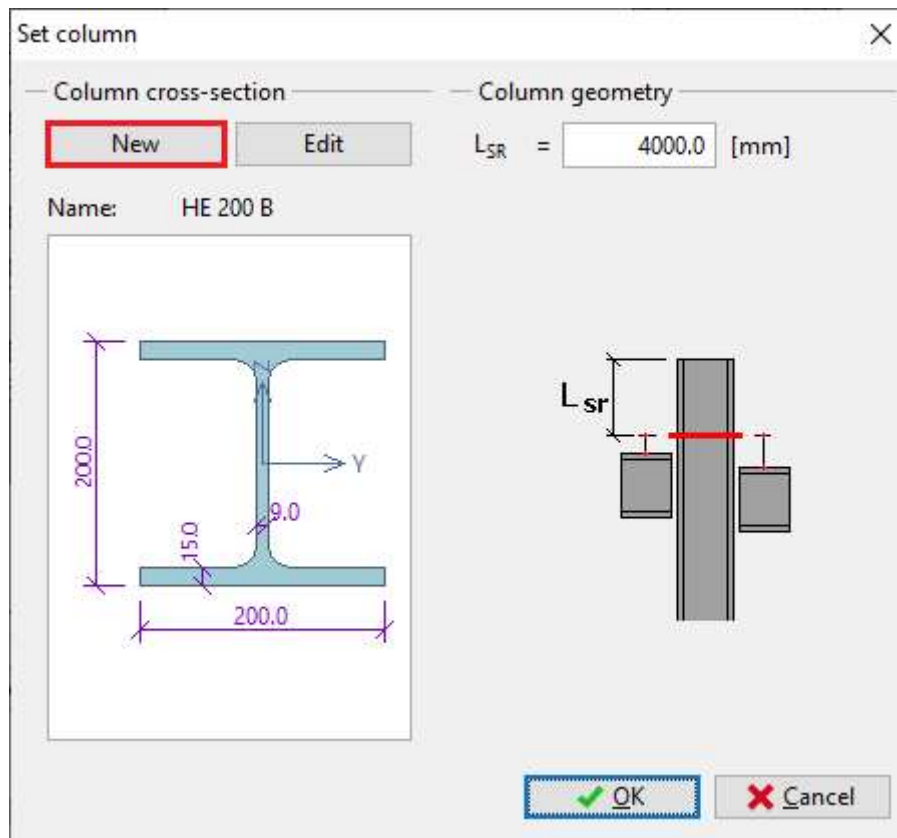 Set column
Column cross-section
New Edit
Name: HE 200 B
200.0
Z
Y
9.0
15.0
200.0
Column geometry
LSR = 4000.0 [mm]
Lsr
OK Cancel